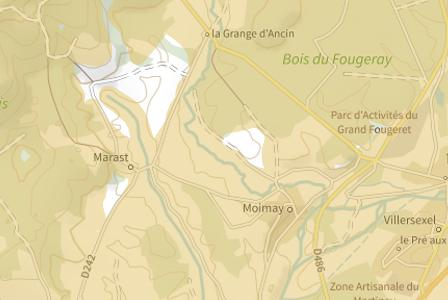 la Grange d'Ancin
Bois du Fougeray
is
Parc d'Activités du
Grand Fougeret
Marast
Moimay
Villersexel
le Pré aux
D242
D486
Zone Artisanale du